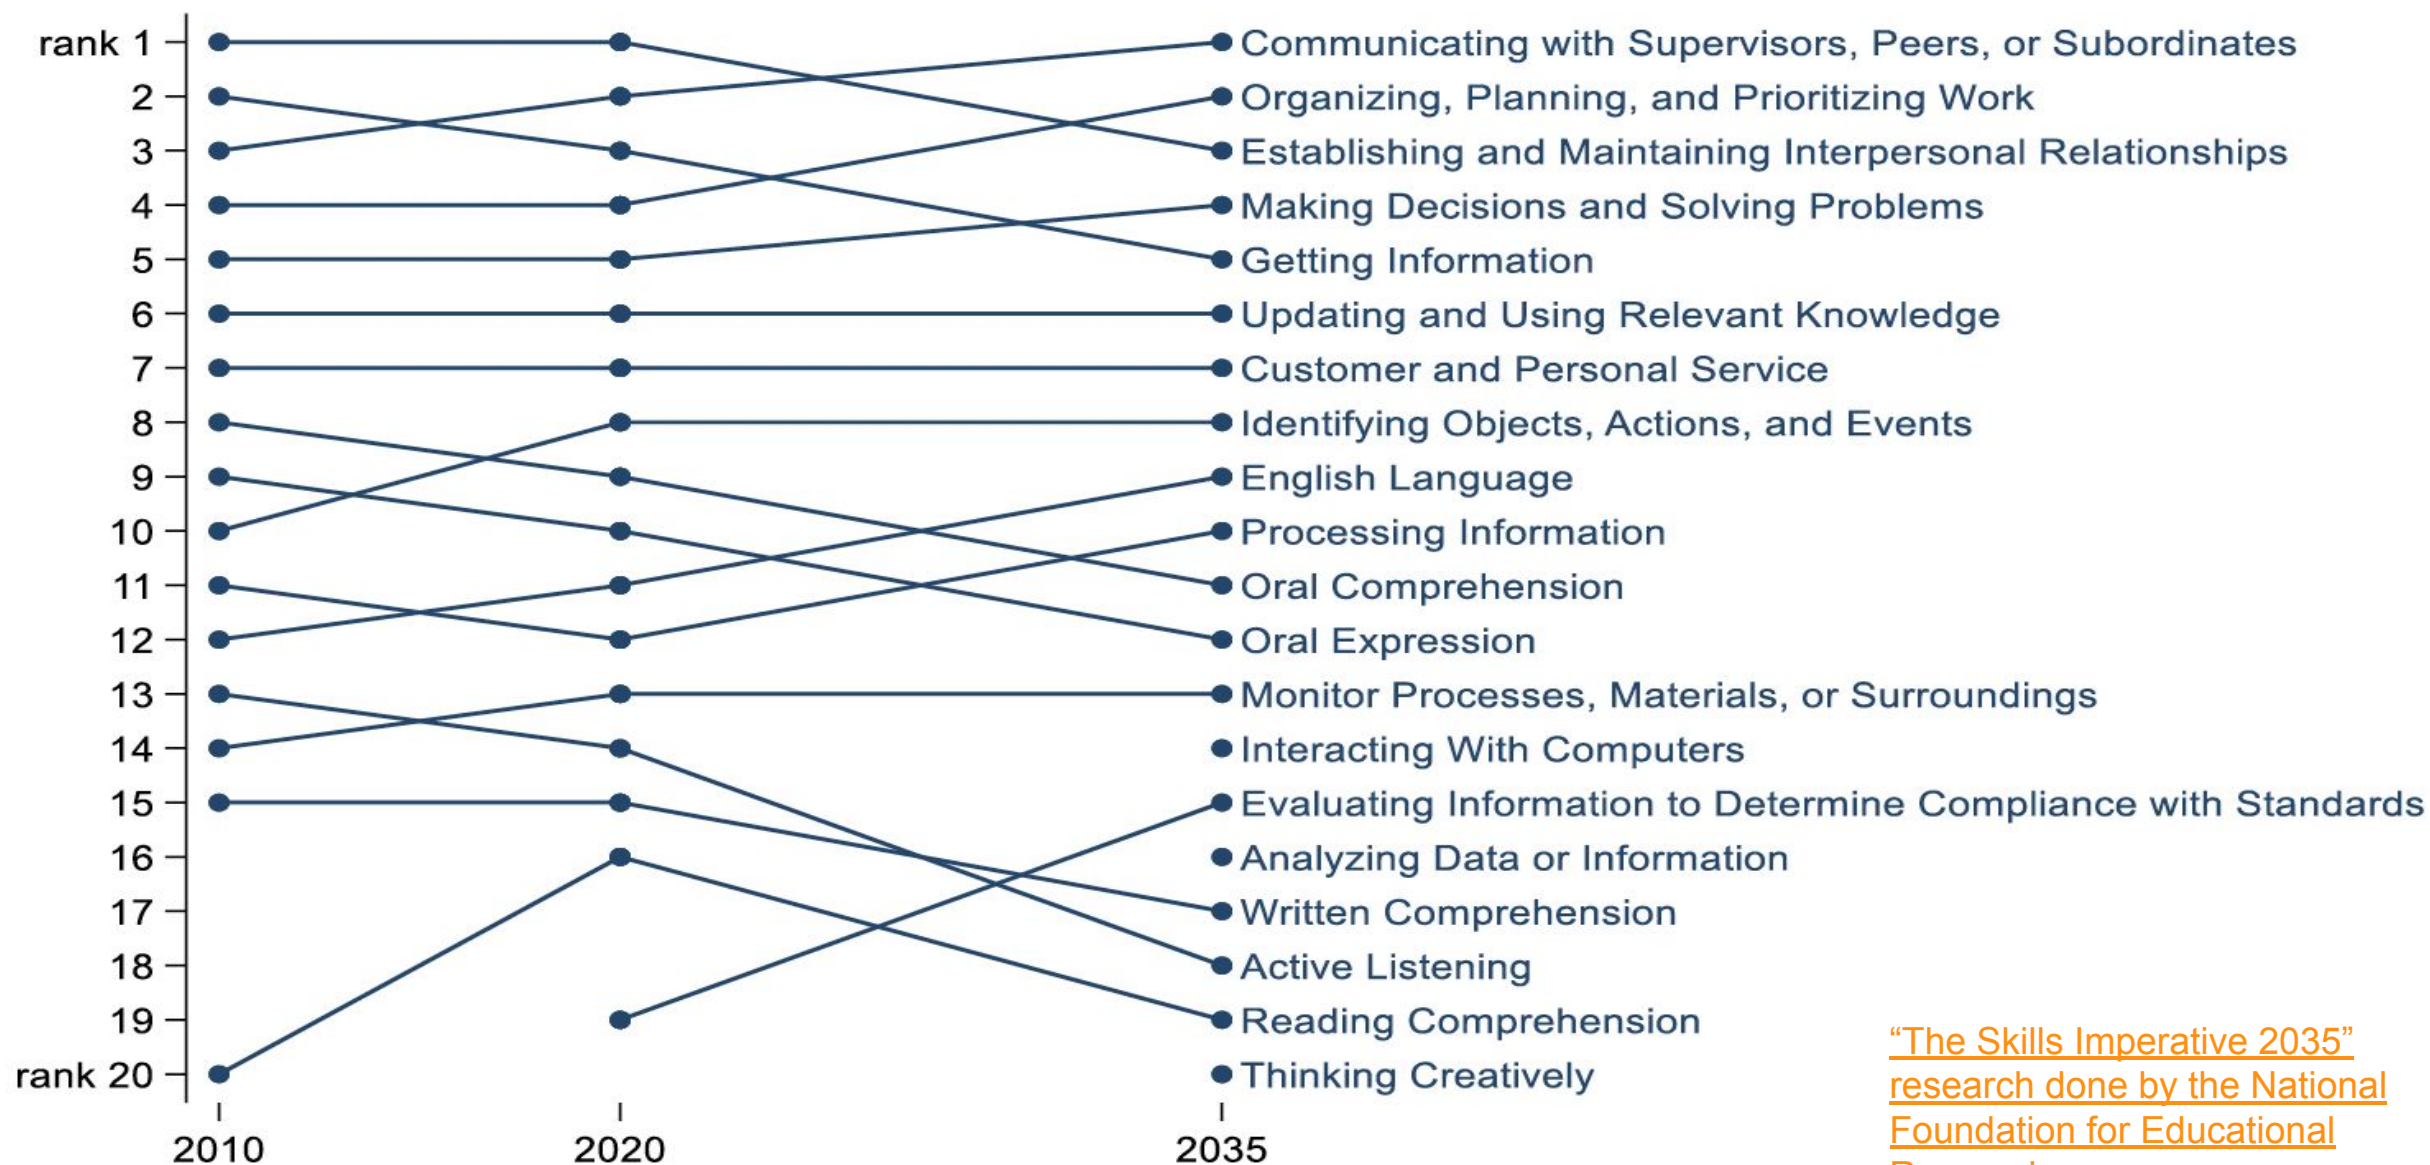 rank 1
2
3
4
5
6
7
8
9
10
11
12
13
14
15
16
17
18
19
rank 20
Communicating with Supervisors, Peers, or Subordinates
Organizing, Planning, and Prioritizing Work
Establishing and Maintaining Interpersonal Relationships
Making Decisions and Solving Problems
Getting Information
Updating and Using Relevant Knowledge
Customer and Personal Service
Identifying Objects, Actions, and Events
English Language
Processing Information
Oral Comprehension
Oral Expression
Monitor Processes, Materials, or Surroundings
Interacting With Computers
Evaluating Information to Determine Compliance with Standards
Analyzing Data or Information
Written Comprehension
Active Listening
Reading Comprehension
Thinking Creatively
2010
2020
2035
“The Skills Imperative 2035”
research done by the National
Foundation for Educational